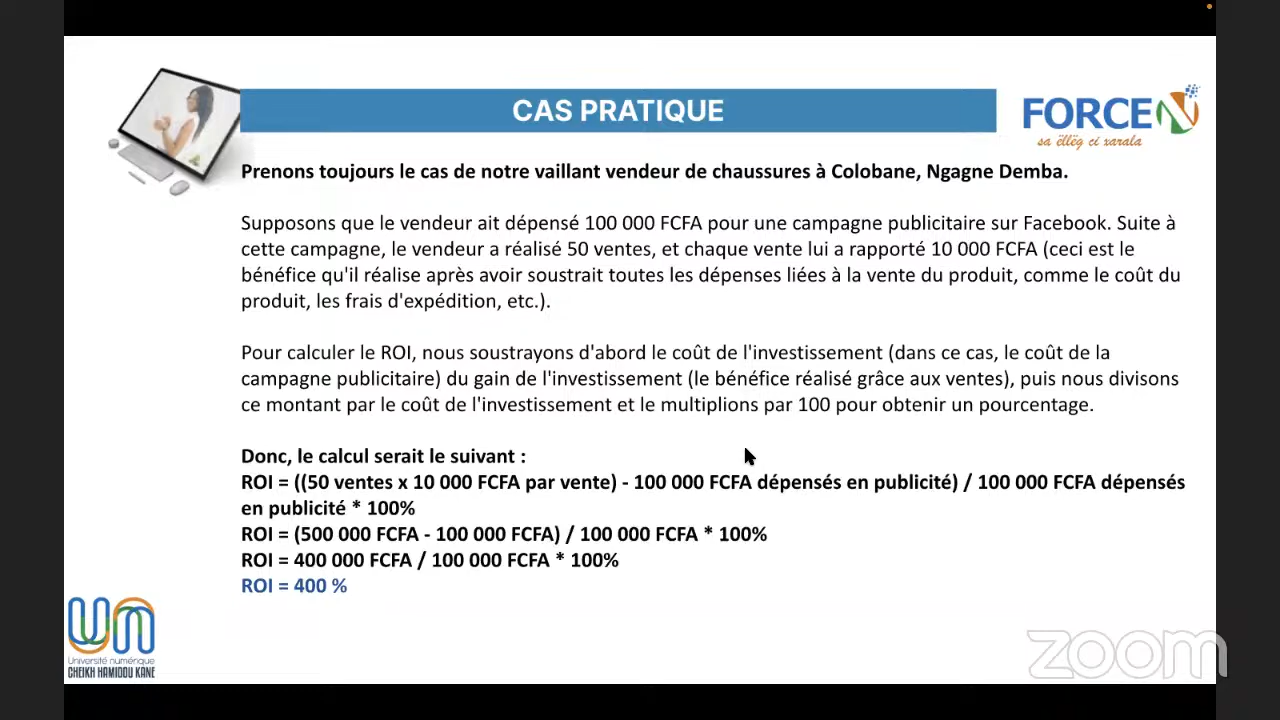 CAS PRATIQUE
FORCEN
sa ëllëg ci xarala
Prenons toujours le cas de notre vaillant vendeur de chaussures à Colobane, Ngagne Demba.
Supposons que le vendeur ait dépensé 100 000 FCFA pour une campagne publicitaire sur Facebook. Suite à
cette campagne, le vendeur a réalisé 50 ventes, et chaque vente lui a rapporté 10 000 FCFA (ceci est le
bénéfice qu'il réalise après avoir soustrait toutes les dépenses liées à la vente du produit, comme le coût du
produit, les frais d'expédition, etc.).
Pour calculer le ROI, nous soustrayons d'abord le coût de l'investissement (dans ce cas, le coût de la
campagne publicitaire) du gain de l'investissement (le bénéfice réalisé grâce aux ventes), puis nous divisons
ce montant par le coût de l'investissement et le multiplions par 100 pour obtenir un pourcentage.
Donc, le calcul serait le suivant :
ROI = ((50 ventes x 10 000 FCFA par vente) - 100 000 FCFA dépensés en publicité) / 100 000 FCFA dépensés
en publicité * 100%
ROI = (500 000 FCFA - 100 000 FCFA) / 100 000 FCFA * 100%
ROI = 400 000 FCFA / 100 000 FCFA * 100%
ROI = 400 %
un
Université numérique
CHEIKH HAMIDOU KANE
zoom